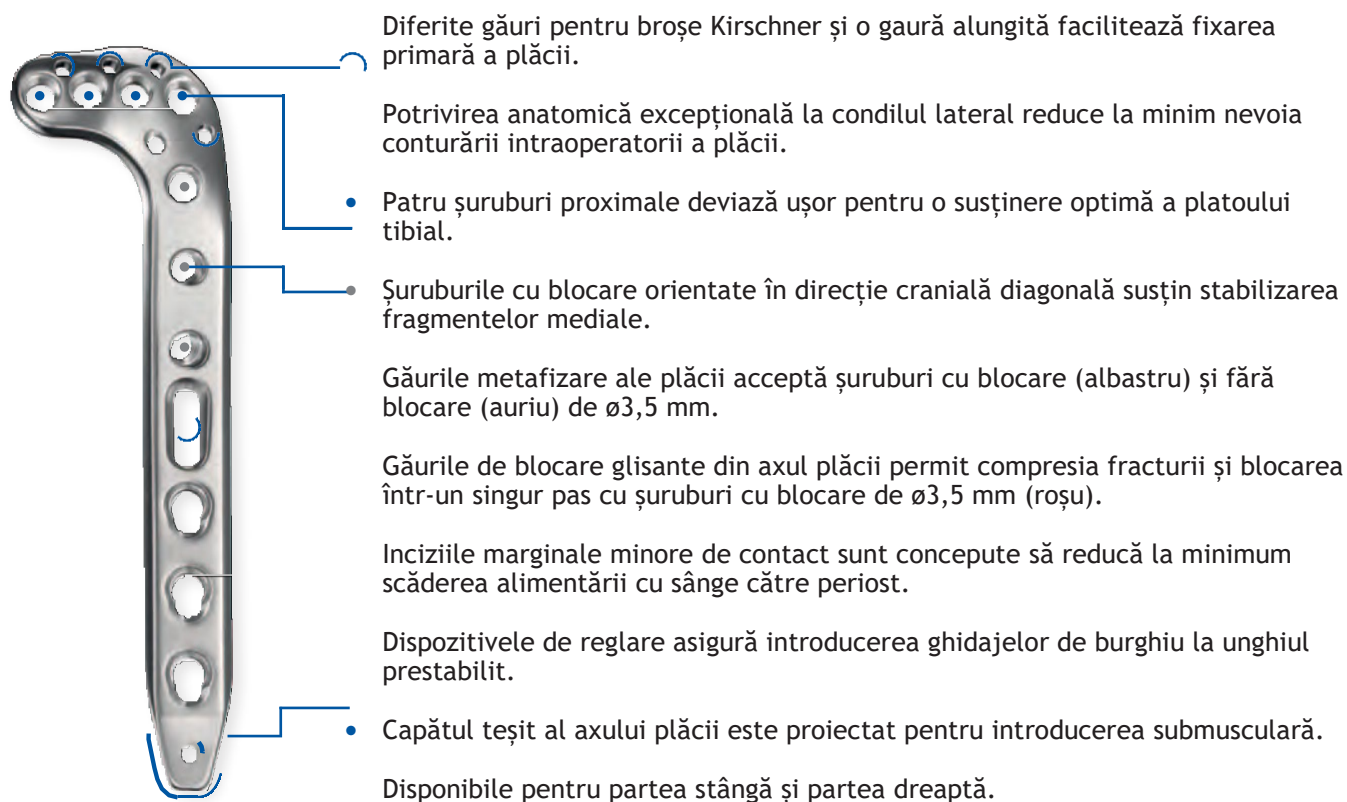 Diferite găuri pentru broșe Kirschner și o gaură alungită facilitează fixarea
primară a plăcii.
Potrivirea anatomică excepțională la condilul lateral reduce la minim nevoia
conturării intraoperatorii a plăcii.
• Patru șuruburi proximale deviază ușor pentru o susținere optimă a platoului
tibial.
• Șuruburile cu blocare orientate în direcție cranială diagonală susțin stabilizarea
fragmentelor mediale.
Găurile metafizare ale plăcii acceptă șuruburi cu blocare (albastru) și fără
blocare (auriu) de ø3,5 mm.
Găurile de blocare glisante din axul plăcii permit compresia fracturii și blocarea
într-un singur pas cu șuruburi cu blocare de ø3,5 mm (roșu).
Inciziile marginale minore de contact sunt concepute să reducă la minimum
scăderea alimentării cu sânge către periost.
Dispozitivele de reglare asigură introducerea ghidajelor de burghiu la unghiul
prestabilit.
• Capătul teșit al axului plăcii este proiectat pentru introducerea submusculară.
Disponibile pentru partea stângă și partea dreaptă.